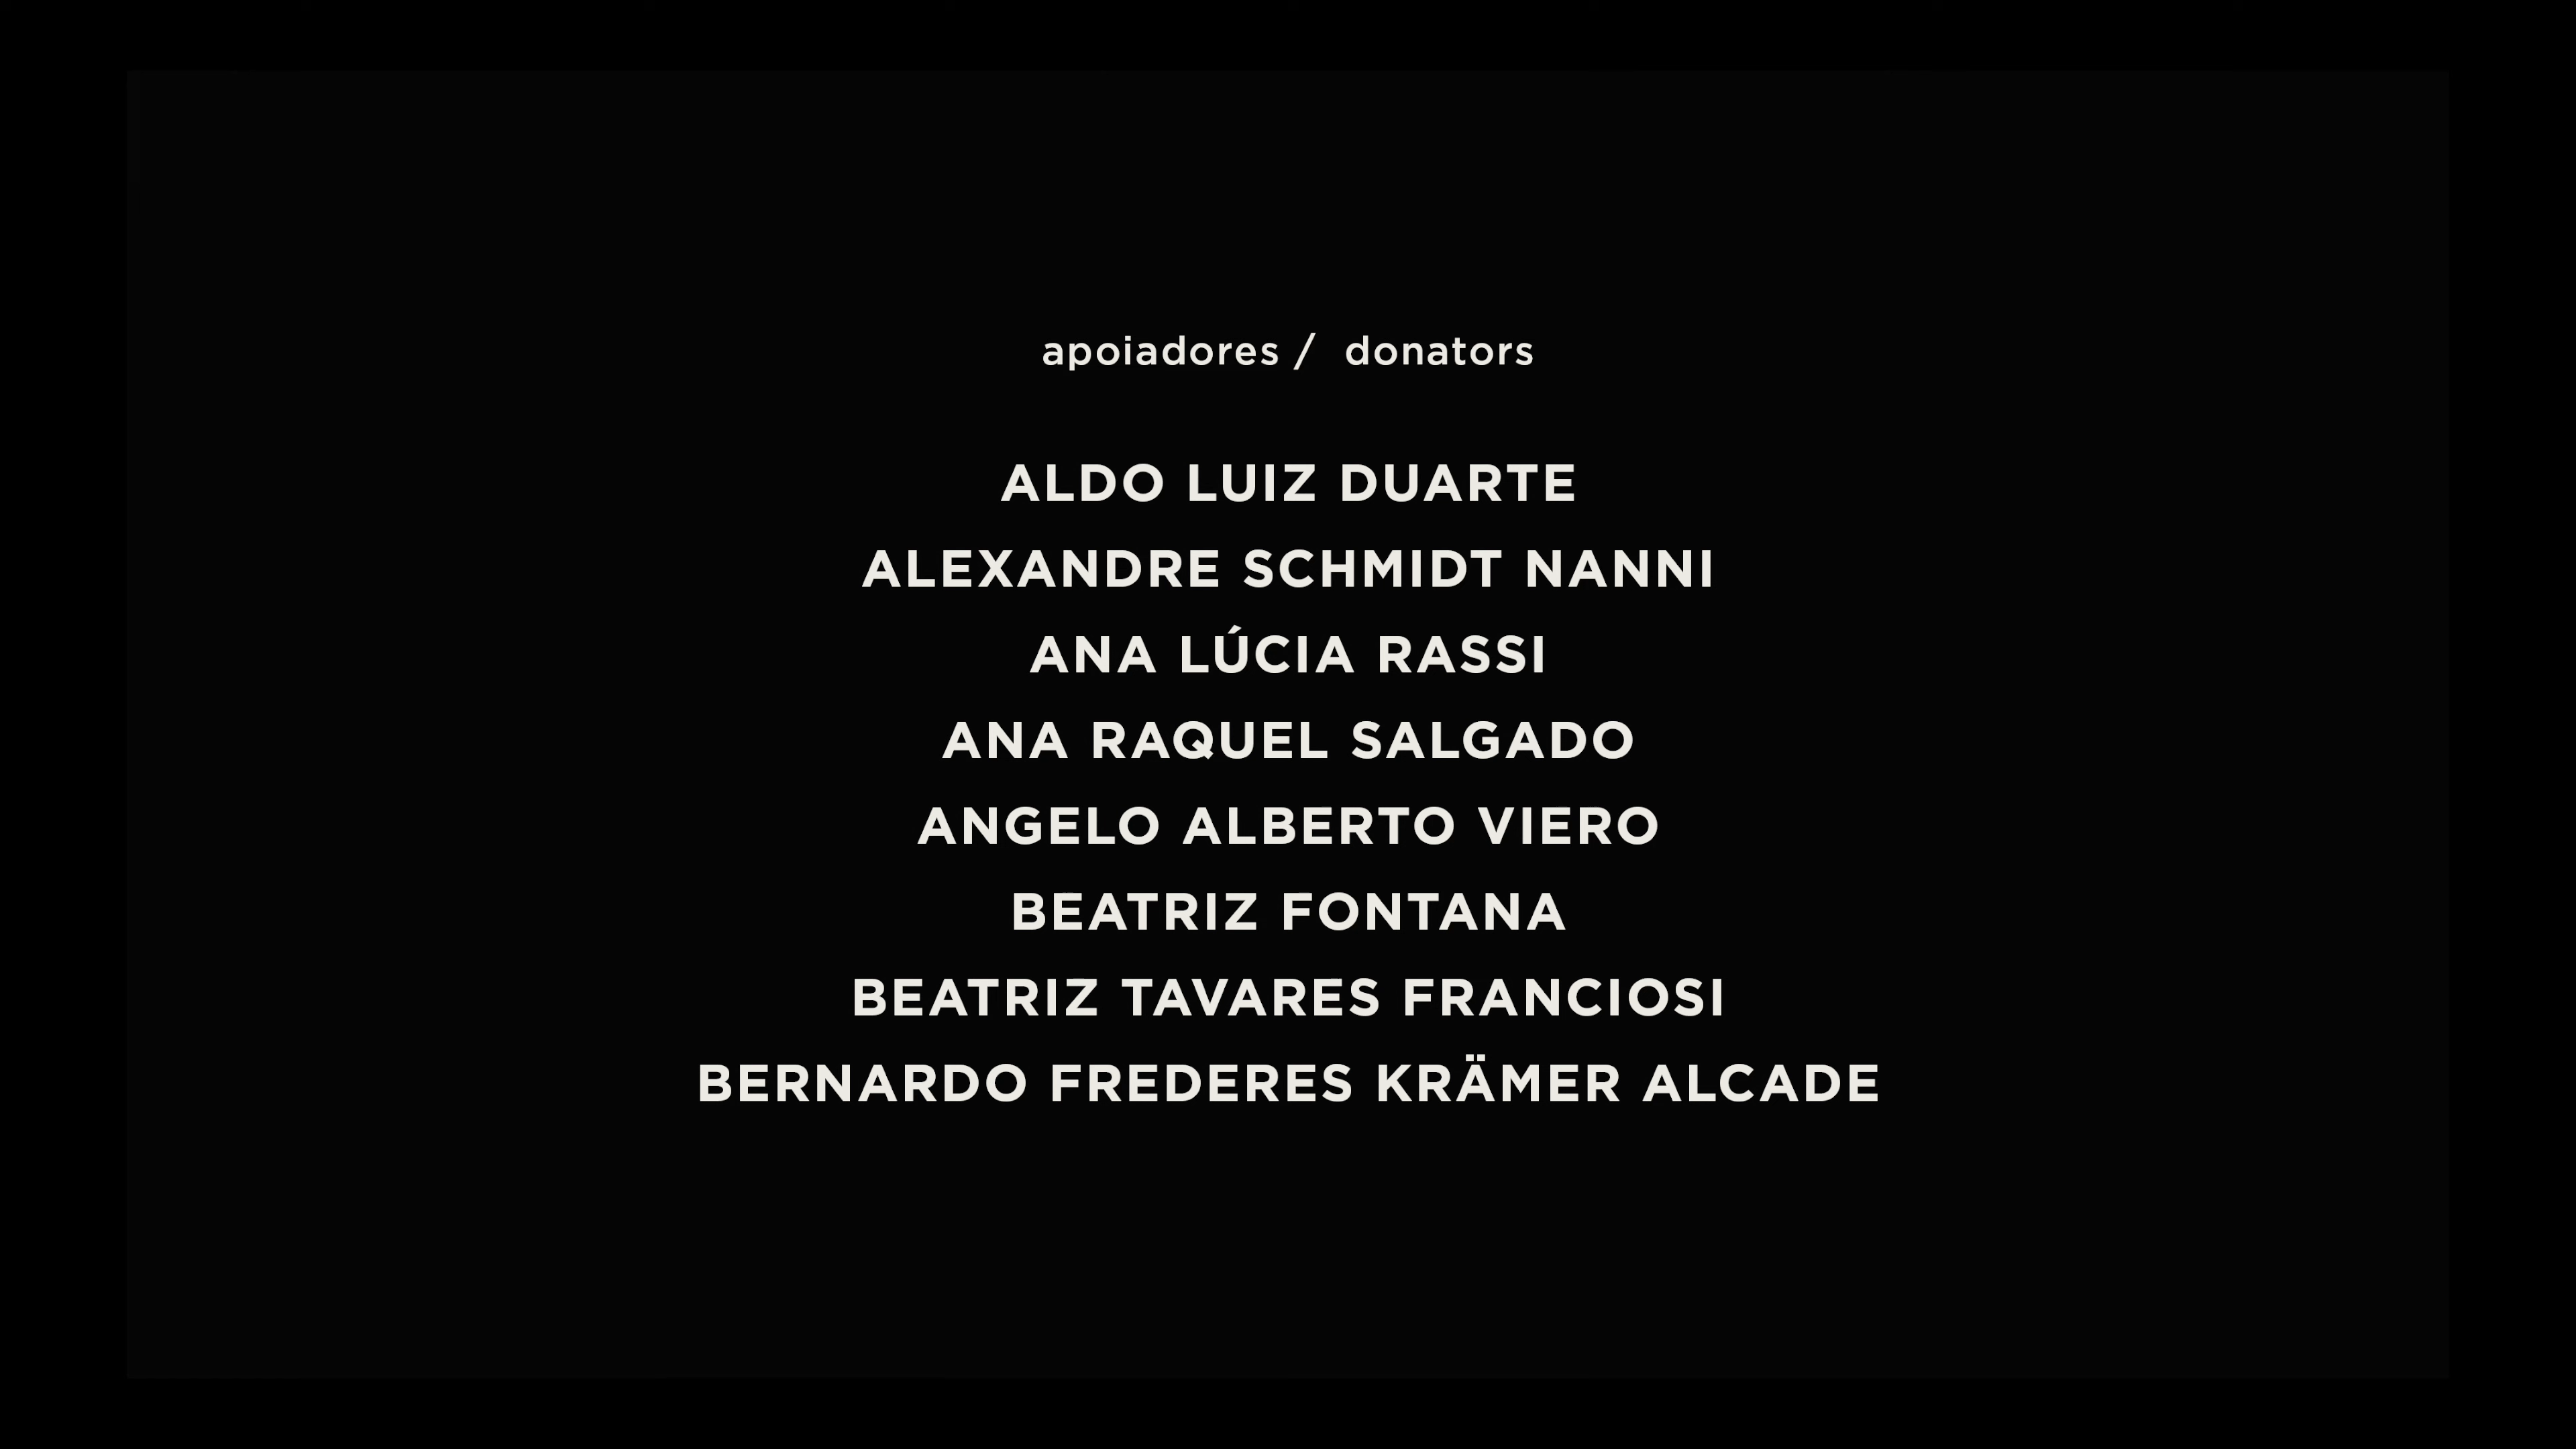 apoiadores / donators
ALDO LUIZ DUARTE
ALEXANDRE SCHMIDT NANNI
ANA LÚCIA RASSI
ANA RAQUEL SALGADO
ANGELO ALBERTO VIERO
BEATRIZ FONTANA
BEATRIZ TAVARES FRANCIOSI
BERNARDO FREDERES KRÄMER ALCADE